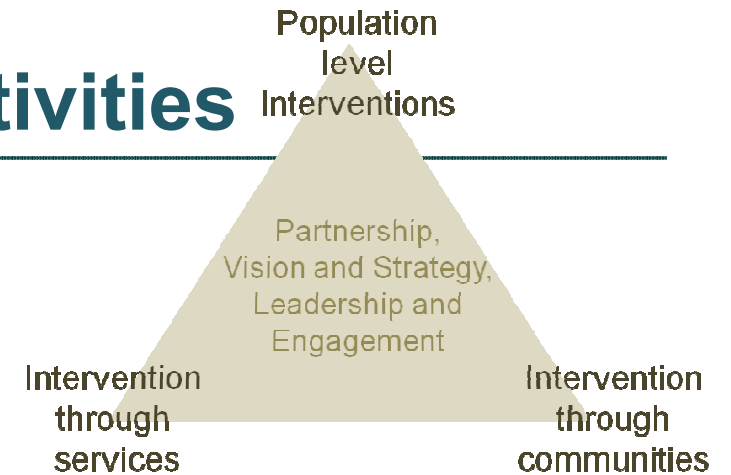 Population
level
Interventions
tivities
Partnership,
Vision and Strategy,
Leadership and
Engagement
Intervention
through
services
Intervention
through
communities